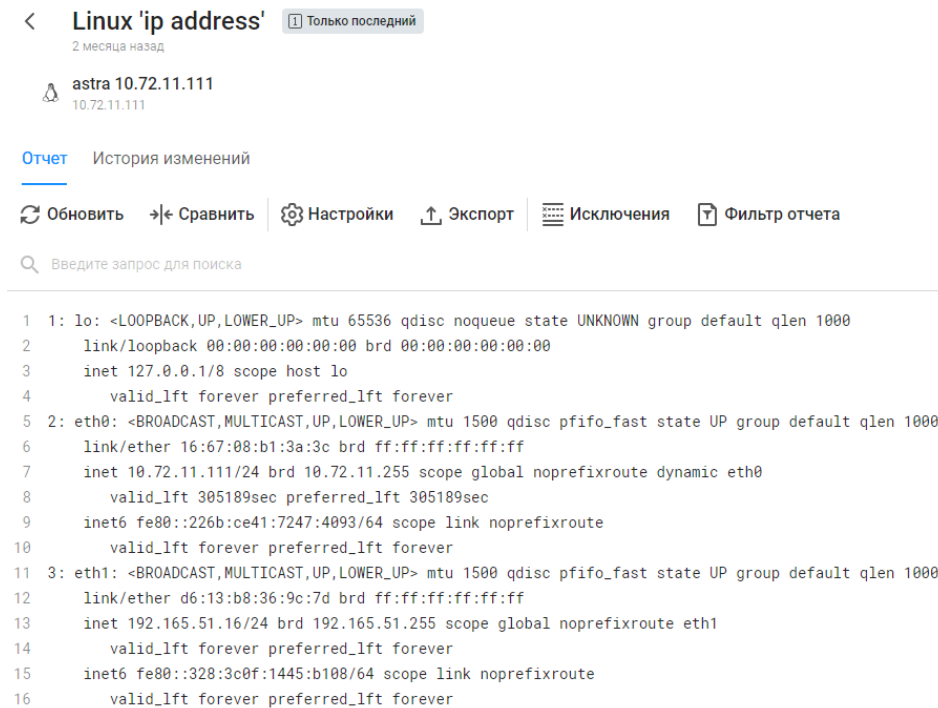 Linux 'ip address' 1 Только последний
2 месяца назад
astra 10.72.11.111
10.72.11.111
Отчет История изменений
Обновить Сравнить Настройки Экспорт Исключения Фильтр отчета
Введите запрос для поиска
1 1: lo: <LOOPBACK,UP,LOWER_UP> mtu 65536 qdisc noqueue state UNKNOWN group default qlen 1000
2 link/loopback 00:00:00:00:00:00 brd 00:00:00:00:00:00
3 inet 127.0.0.1/8 scope host lo
4 valid_lft forever preferred_lft forever
5 2: eth0: <BROADCAST,MULTICAST,UP,LOWER_UP> mtu 1500 qdisc pfifo_fast state UP group default qlen 1000
6 link/ether 16:67:08:b1:3a:3c brd ff:ff:ff:ff:ff:ff
7 inet 10.72.11.111/24 brd 10.72.11.255 scope global noprefixroute dynamic eth0
8 valid_lft 305189sec preferred_lft 305189sec
9 inet6 fe80::226b:ce41:7247:4093/64 scope link noprefixroute
10 valid_lft forever preferred_lft forever
11 3: eth1: <BROADCAST,MULTICAST,UP,LOWER_UP> mtu 1500 qdisc pfifo_fast state UP group default qlen 1000
12 link/ether d6:13:b8:36:9c:7d brd ff:ff:ff:ff:ff:ff
13 inet 192.165.51.16/24 brd 192.165.51.255 scope global noprefixroute eth1
14 valid_lft forever preferred_lft forever
15 inet6 fe80::328:3c0f:1445:b108/64 scope link noprefixroute
16 valid_lft forever preferred_lft forever